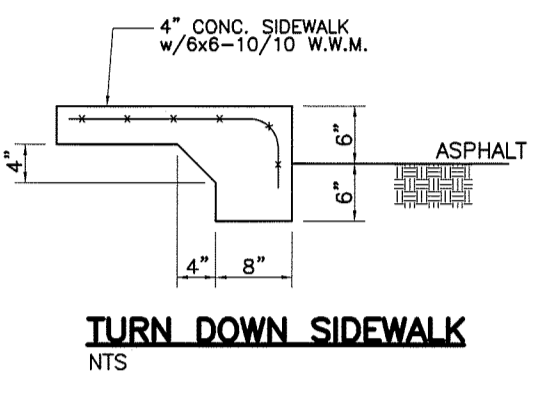 4" CONC. SIDEWALK
w/6x6-10/10 W.W.M.
4"
6"
ASPHALT
6"
4"
8"
TURN DOWN SIDEWALK
NTS